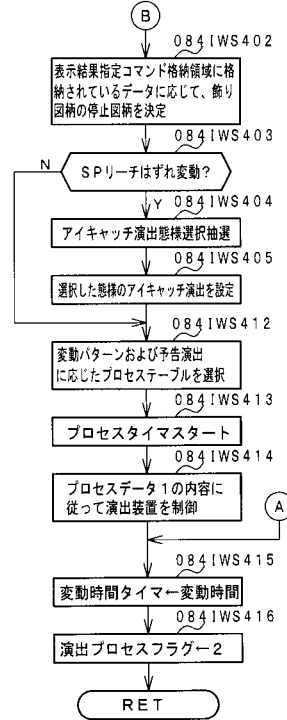 B
084IWS402
表示結果指定コマンド格納領域に格
納されているデータに応じて、飾り
図柄の停止図柄を決定
084IWS403
N
SPリーチはずれ変動?
Y
084IWS404
アイキャッチ演出態様選択抽選
084IWS405
選択した態様のアイキャッチ演出を設定
084IWS412
変動パターンおよび予告演出
に応じたプロセステーブルを選択
084IWS413
プロセスタイマスタート
084IWS414
プロセスデータ1の内容に
従って演出装置を制御
A
084IWS415
変動時間タイマ←変動時間
084IWS416
演出プロセスフラグ←2
RET